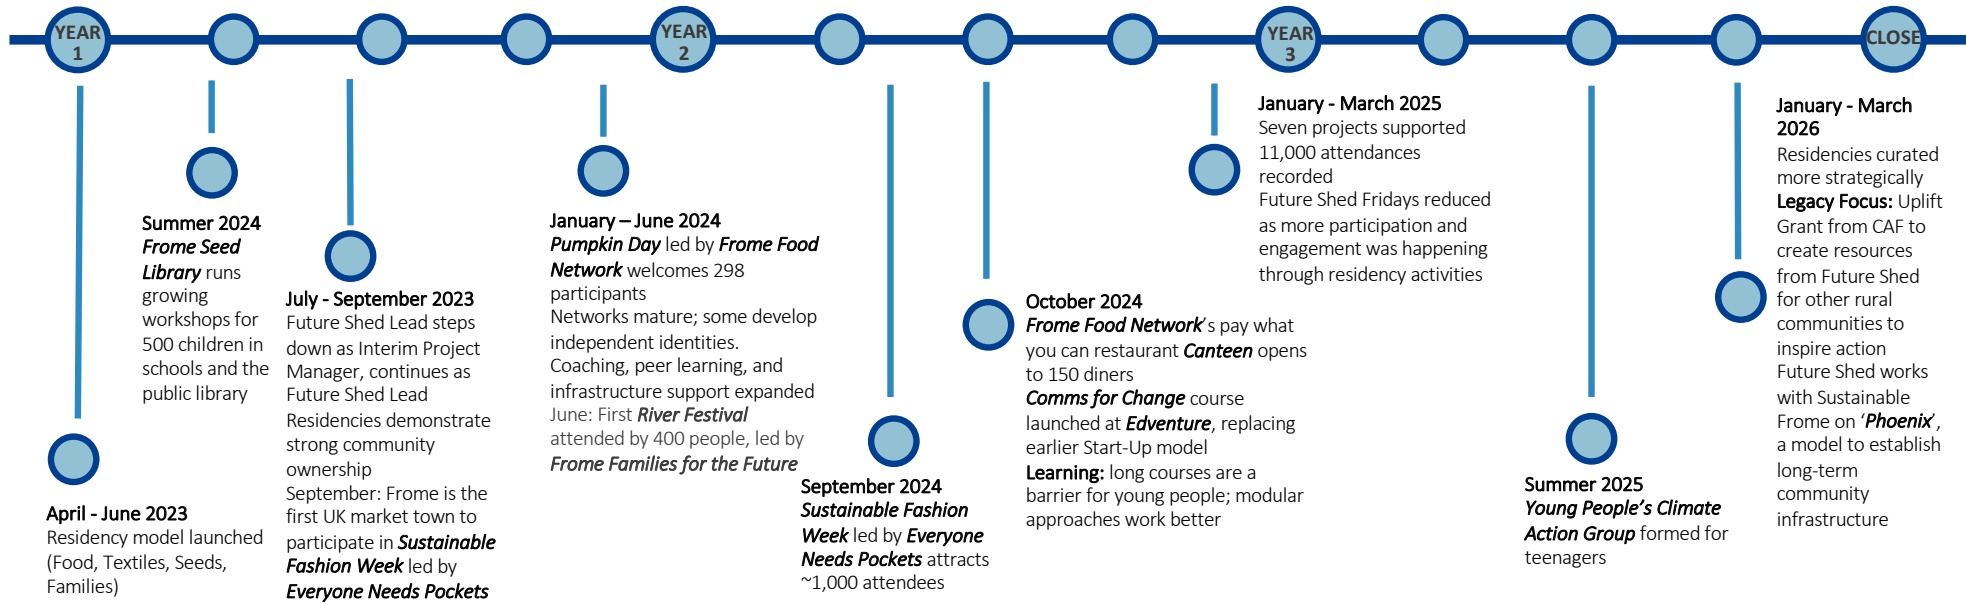 YEAR
1
YEAR
2
YEAR
3
CLOSE
April - June 2023
Residency model launched
(Food, Textiles, Seeds,
Families)
Summer 2024
Frome Seed
Library runs
growing
workshops for
500 children in
schools and the
public library
July - September 2023
Future Shed Lead steps
down as Interim Project
Manager, continues as
Future Shed Lead
Residencies demonstrate
strong community
ownership
September: Frome is the
first UK market town to
participate in Sustainable
Fashion Week led by
Everyone Needs Pockets
January – June 2024
Pumpkin Day led by Frome Food
Network welcomes 298
participants
Networks mature; some develop
independent identities.
Coaching, peer learning, and
infrastructure support expanded
June: First River Festival
attended by 400 people, led by
Frome Families for the Future
September 2024
Sustainable Fashion
Week led by Everyone
Needs Pockets attracts
~1,000 attendees
October 2024
Frome Food Network's pay what
you can restaurant Canteen opens
to 150 diners
Comms for Change course
launched at Edventure, replacing
earlier Start-Up model
Learning: long courses are a
barrier for young people; modular
approaches work better
January - March 2025
Seven projects supported
11,000 attendances
recorded
Future Shed Fridays reduced
as more participation and
engagement was happening
through residency activities
Summer 2025
Young People's Climate
Action Group formed for
teenagers
January - March
2026
Residencies curated
more strategically
Legacy Focus: Uplift
Grant from CAF to
create resources
from Future Shed
for other rural
communities to
inspire action
Future Shed works
with Sustainable
Frome on 'Phoenix',
a model to establish
long-term
community
infrastructure